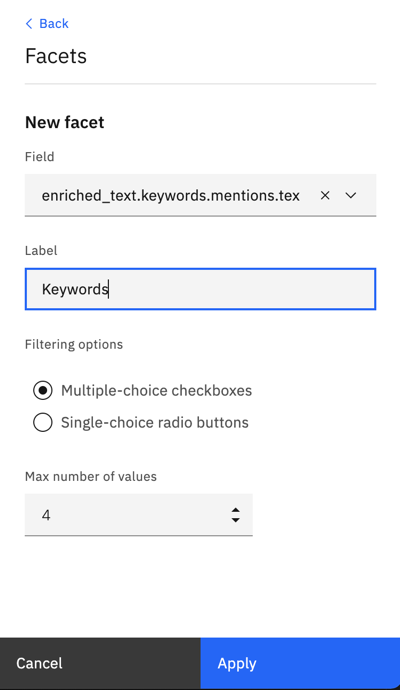 Back
Facets
New facet
Field
enriched_text.keywords.mentions.tex
Label
Keywords
Filtering options
Multiple-choice checkboxes
Single-choice radio buttons
Max number of values
4
Cancel
Apply